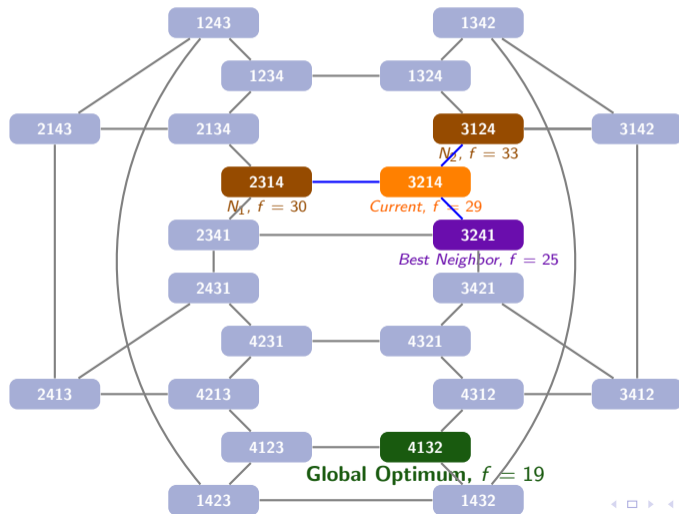 1243 1342
1234 1324
2143 2134 3124 3142
N₂, f = 33
2314 3214
N₁, f = 30 Current, f = 29
2341 3241
Best Neighbor, f = 25
2431 3421
4231 4321
2413 4213 4312 3412
4123 4132
Global Optimum, f = 19
1423 1432